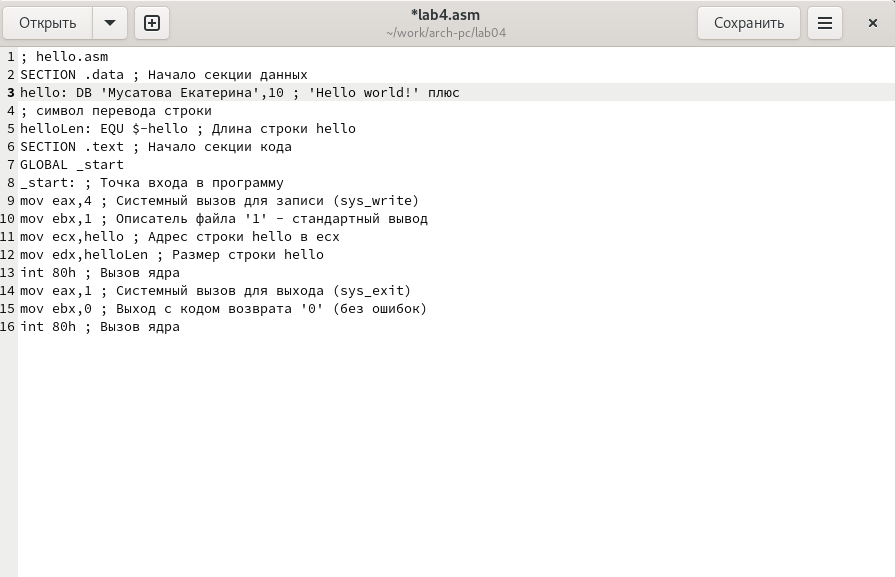 Открыть
*lab4.asm
~/work/arch-pc/lab04
Сохранить
1 ; hello.asm
2 SECTION .data ; Начало секции данных
3 hello: DB 'Мусатова Екатерина',10 ; 'Hello world!' плюс
4 ; символ перевода строки
5 helloLen: EQU $-hello ; Длина строки hello
6 SECTION .text ; Начало секции кода
7 GLOBAL _start
8 _start: ; Точка входа в программу
9 mov eax,4 ; Системный вызов для записи (sys_write)
10 mov ebx,1 ; Описатель файла '1' - стандартный вывод
11 mov ecx,hello ; Адрес строки hello в ecx
12 mov edx,helloLen ; Размер строки hello
13 int 80h ; Вызов ядра
14 mov eax,1 ; Системный вызов для выхода (sys_exit)
15 mov ebx,0 ; Выход с кодом возврата '0' (без ошибок)
16 int 80h ; Вызов ядра